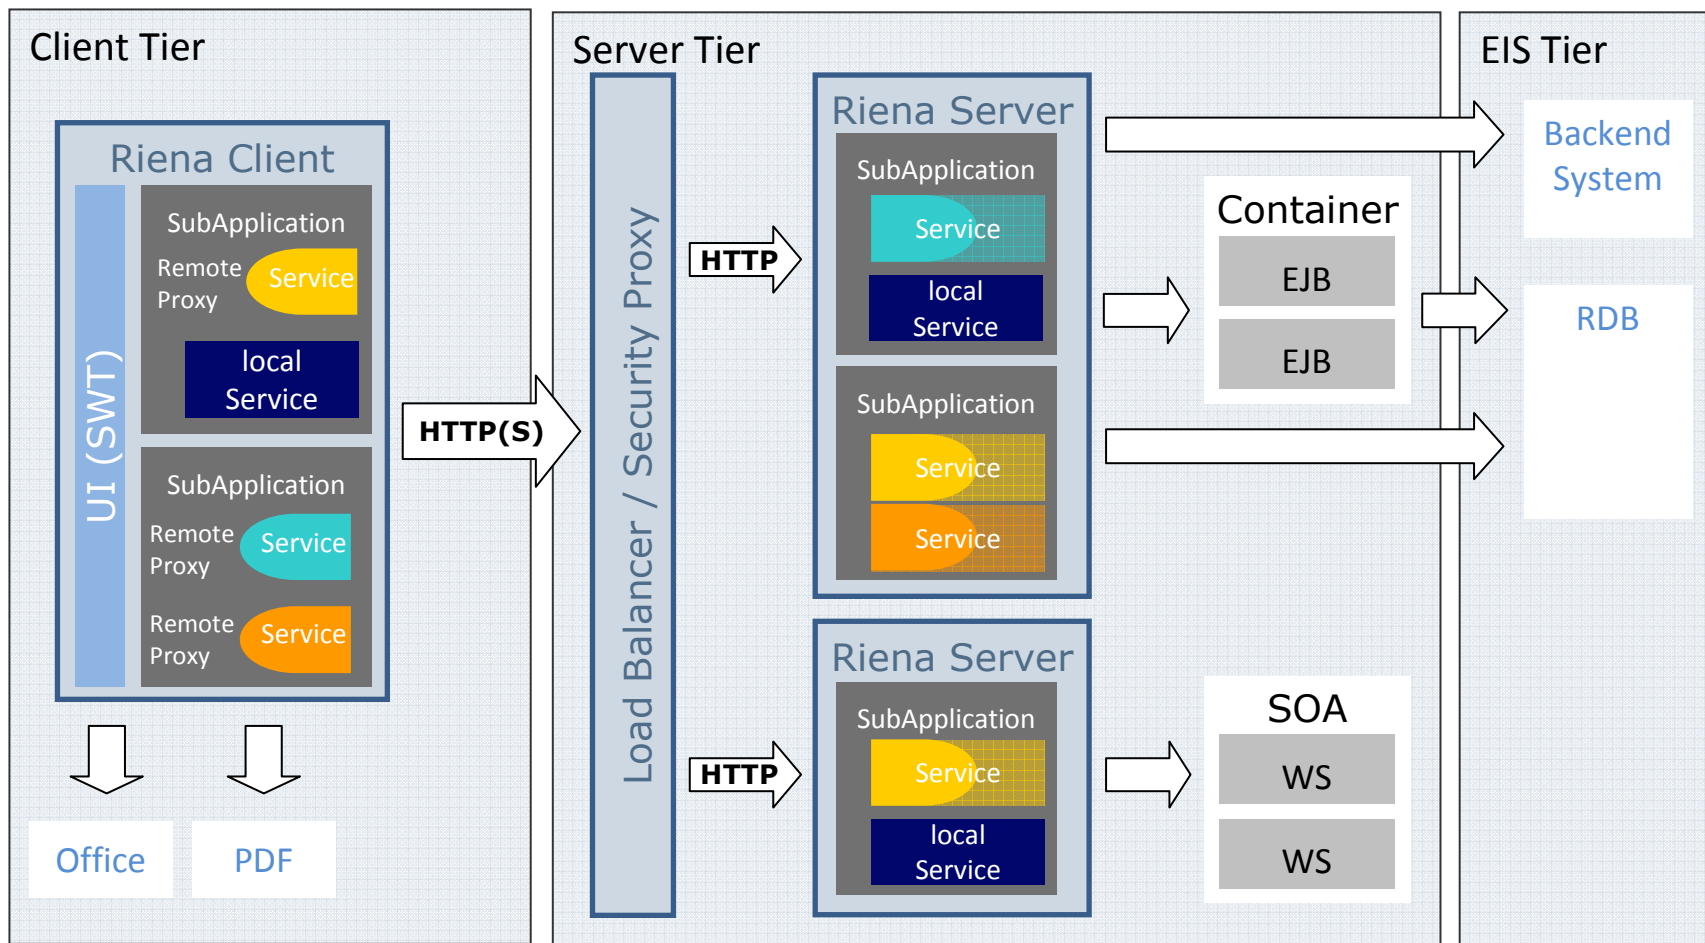 Client Tier
Riena Client
UI (SWT)
SubApplication
Remote
Proxy
Service
local
Service
SubApplication
Remote
Proxy
Service
Remote
Proxy
Service
Office
PDF
HTTP(S)
Server Tier
Load Balancer / Security Proxy
HTTP
Riena Server
SubApplication
Service
local
Service
SubApplication
Service
Service
Container
EJB
EJB
HTTP
Riena Server
SubApplication
Service
local
Service
SOA
WS
WS
EIS Tier
Backend
System
RDB